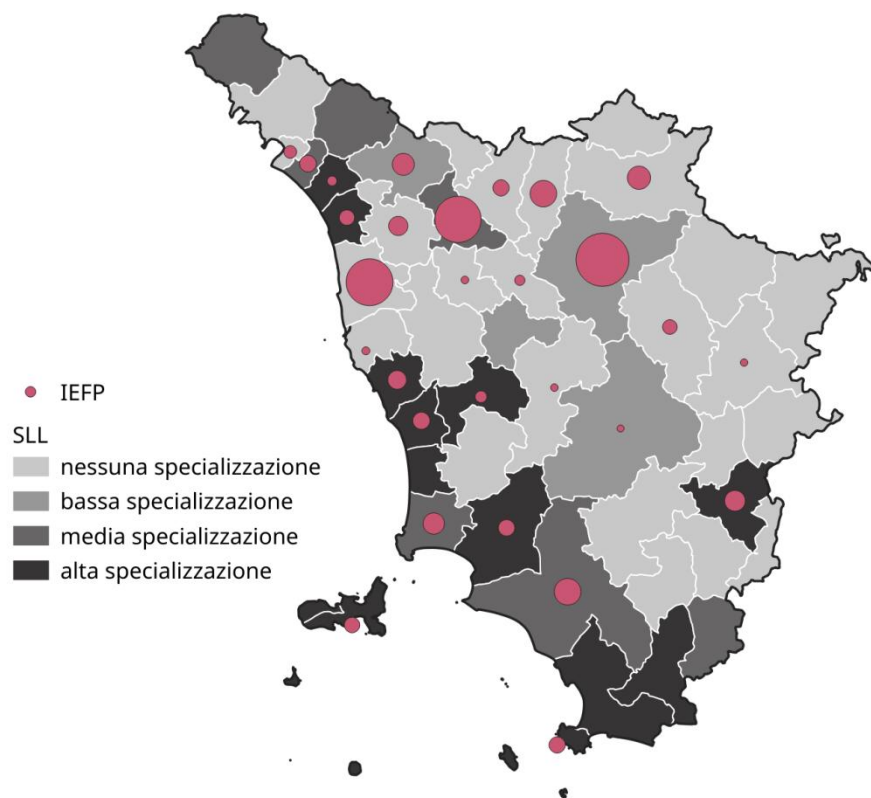 IEFP
SLL
nessuna specializzazione
bassa specializzazione
media specializzazione
alta specializzazione